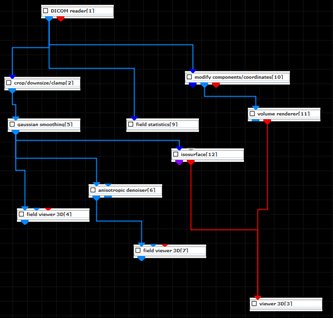 DICOM reader[1]
crop/downsize/clamp[2]
modify components/coordinates[10]
gaussian smoothing[5]
field statistics[9]
volume renderer[11]
isosurface[12]
anisotropic denoiser[6]
field viewer 3D[4]
field viewer 3D[7]
viewer 3D[3]